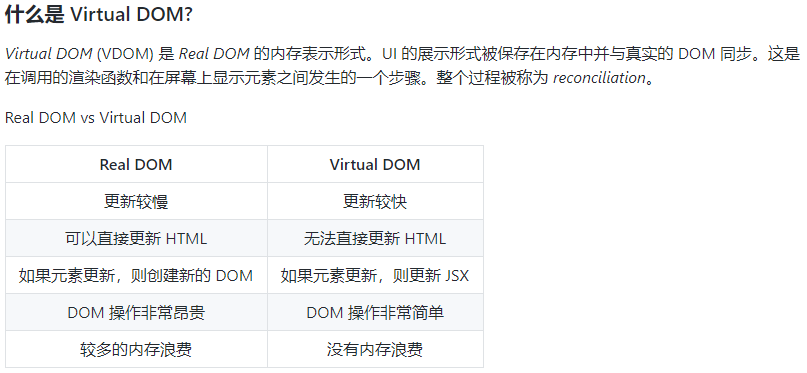 什么是 Virtual DOM?
Virtual DOM (VDOM) 是 Real DOM 的内存表示形式。UI 的展示形式被保存在内存中并与真实的 DOM 同步。这是
在调用的渲染函数和在屏幕上显示元素之间发生的一个步骤。整个过程被称为 reconciliation。
Real DOM vs Virtual DOM
Real DOM Virtual DOM
更新较慢 更新较快
可以直接更新 HTML 无法直接更新 HTML
如果元素更新，则创建新的 DOM 如果元素更新，则更新 JSX
DOM 操作非常昂贵 DOM 操作非常简单
较多的内存浪费 没有内存浪费